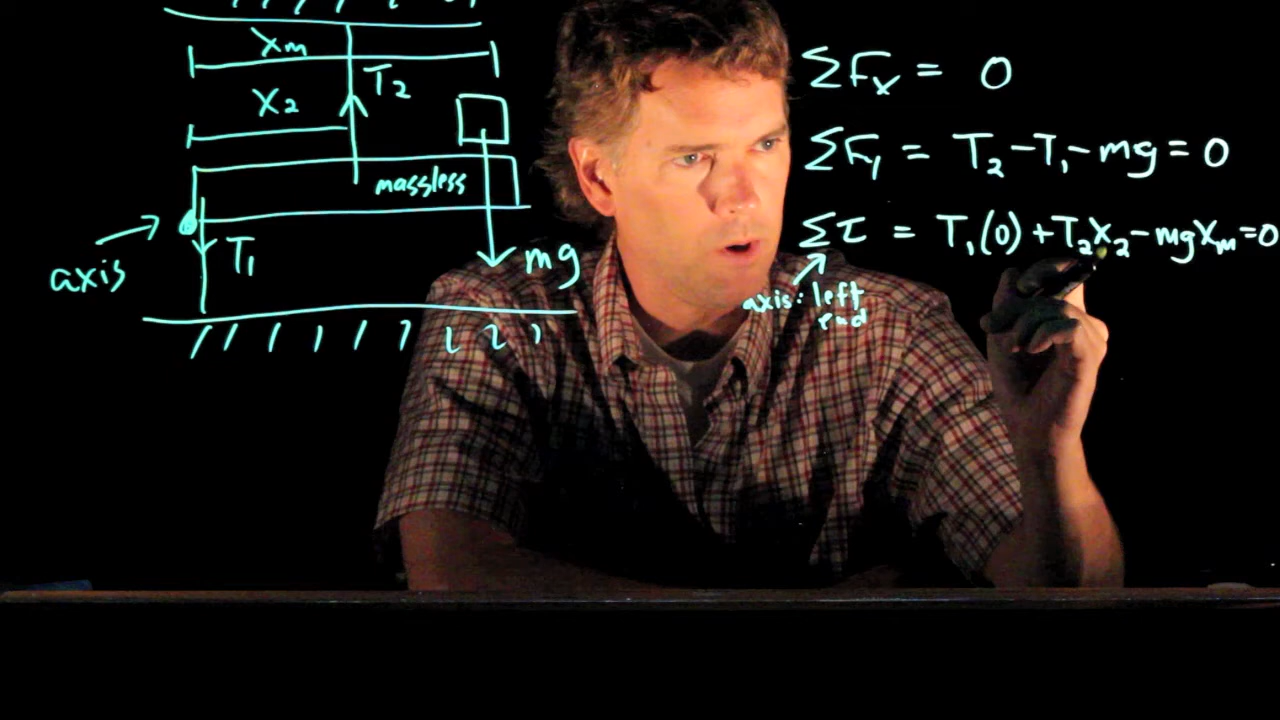 Xm
T2
X2
massless
axis
T1
mg
ΣFx = 0
ΣFy = T2 - T1 - mg = 0
Στ = T1(0) + T2X2 - mgXm = 0
axis: left
end